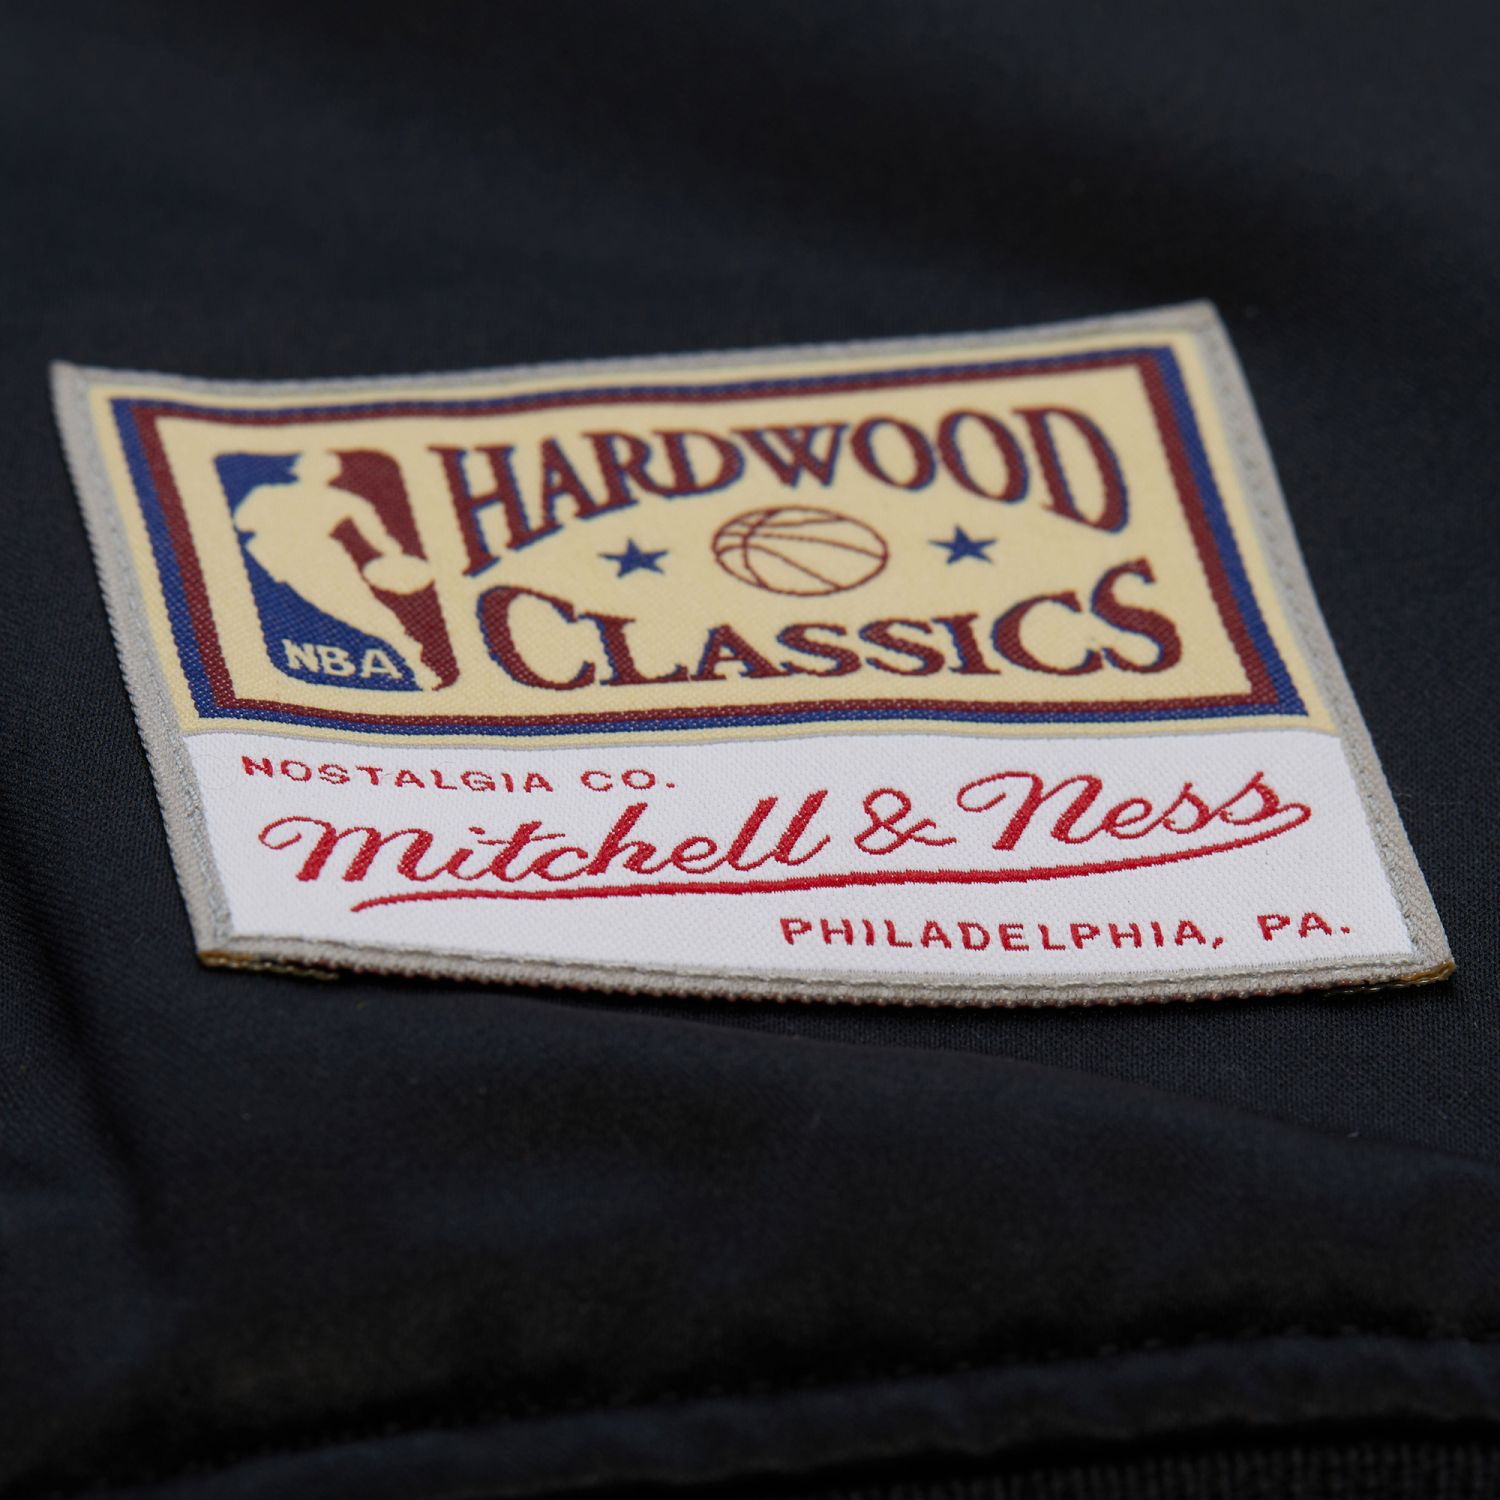 HARDWOOD
CLASSICS
NBA
NOSTALGIA CO.
Mitchell & Ness
PHILADELPHIA, PA.